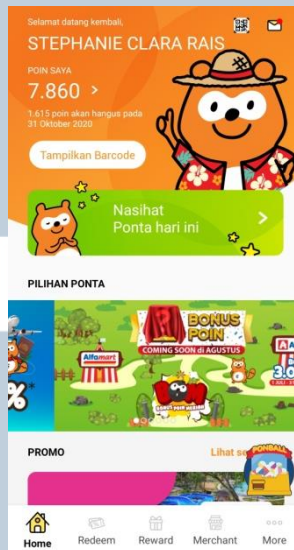 Selamat datang kembali,
STEPHANIE CLARA RAIS
POIN SAYA
7.860 >
1.615 poin akan hangus pada
31 Oktober 2020
Tampilkan Barcode
Nasihat
Ponta hari ini
PILIHAN PONTA
BONUS
POIN
COMING SOON di AGUSTUS
Alfamart
%
3.0
PROMO
Lihat se
PONBALL
Home
Redeem
Reward
Merchant
More